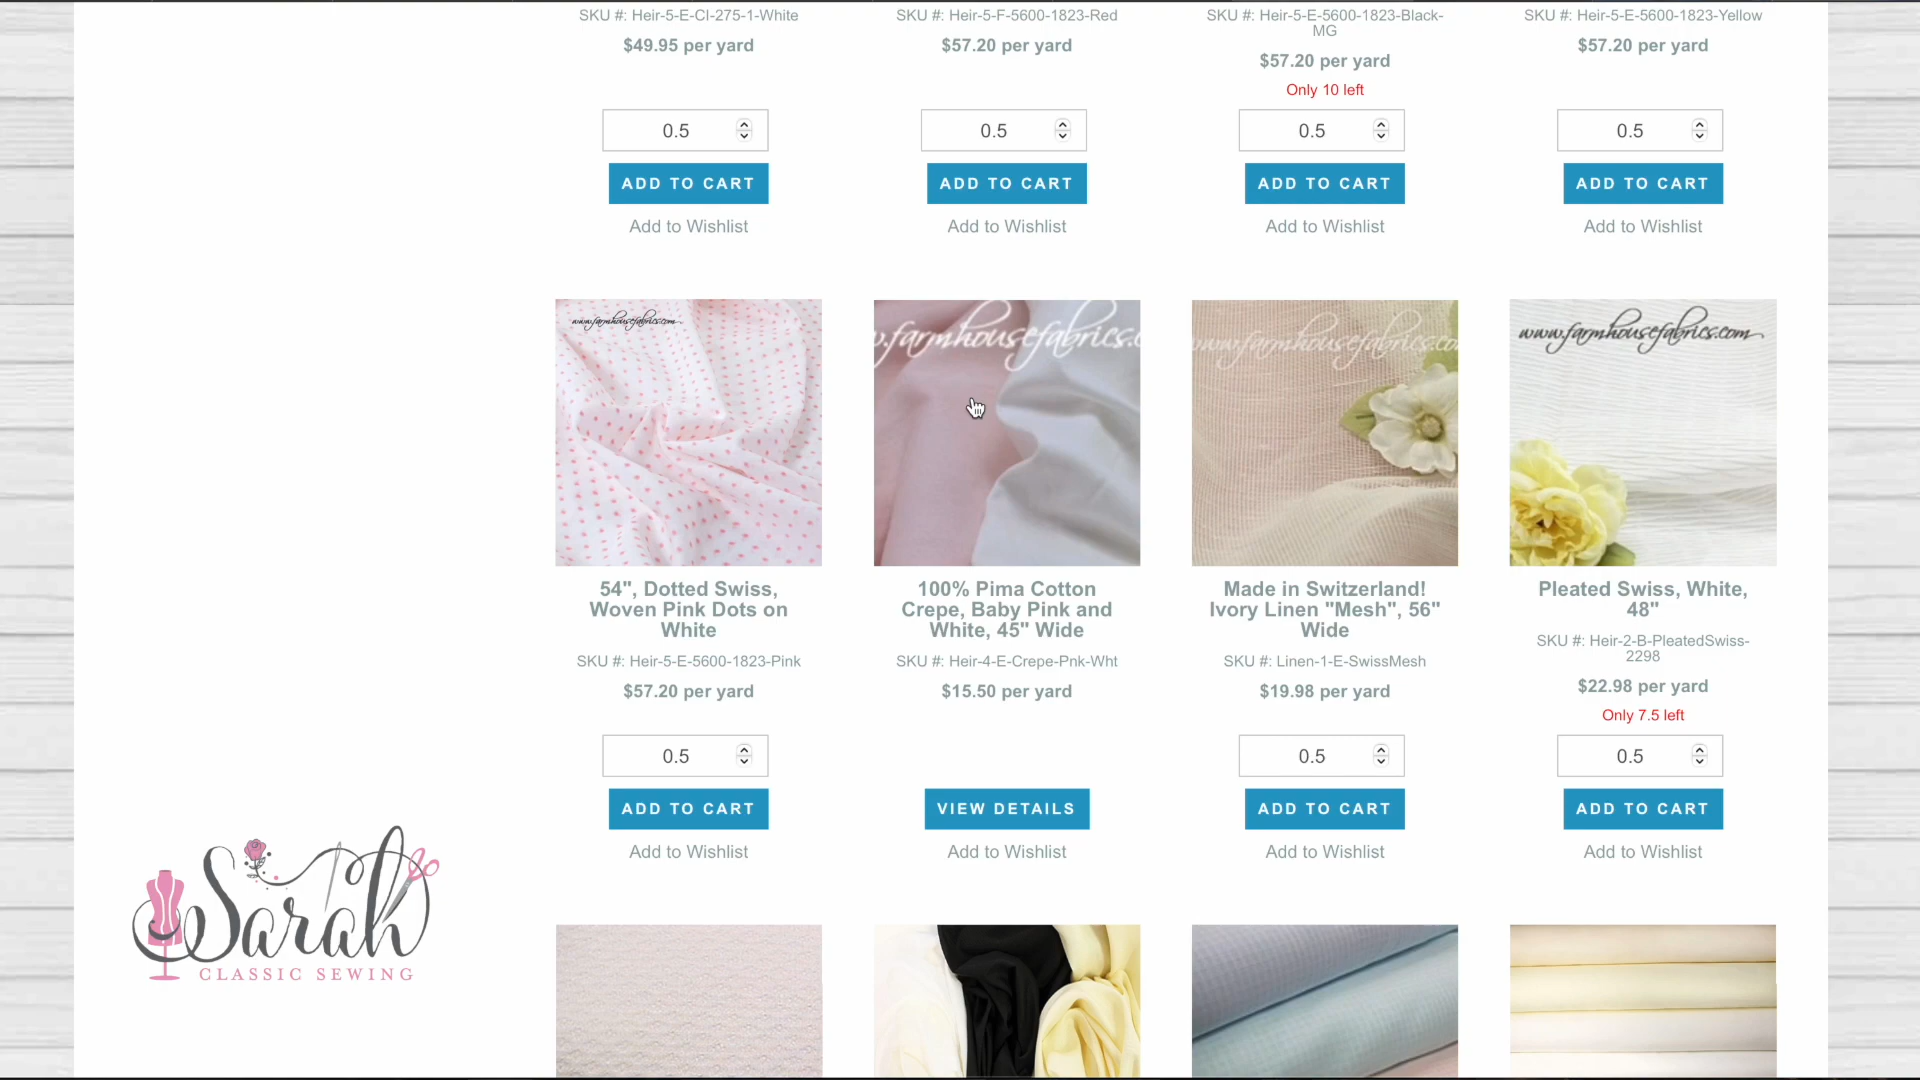 SKU #: Heir-5-E-CI-275-1-White
$49.95 per yard
0.5
ADD TO CART
Add to Wishlist
SKU #: Heir-5-F-5600-1823-Red
$57.20 per yard
0.5
ADD TO CART
Add to Wishlist
SKU #: Heir-5-E-5600-1823-Black-
MG
$57.20 per yard
Only 10 left
0.5
ADD TO CART
Add to Wishlist
SKU #: Heir-5-E-5600-1823-Yellow
$57.20 per yard
0.5
ADD TO CART
Add to Wishlist
www.farmhousefabrics.com
54", Dotted Swiss,
Woven Pink Dots on
White
SKU #: Heir-5-E-5600-1823-Pink
$57.20 per yard
0.5
ADD TO CART
Add to Wishlist
w.farmhousefabrics.c
100% Pima Cotton
Crepe, Baby Pink and
White, 45" Wide
SKU #: Heir-4-E-Crepe-Pnk-Wht
$15.50 per yard
VIEW DETAILS
Add to Wishlist
www.farmhousefabrics.co
Made in Switzerland!
Ivory Linen "Mesh", 56"
Wide
SKU #: Linen-1-E-SwissMesh
$19.98 per yard
0.5
ADD TO CART
Add to Wishlist
www.farmhousefabrics.com
Pleated Swiss, White,
48"
SKU #: Heir-2-B-PleatedSwiss-
2298
$22.98 per yard
Only 7.5 left
0.5
ADD TO CART
Add to Wishlist
Sarah
CLASSIC SEWING